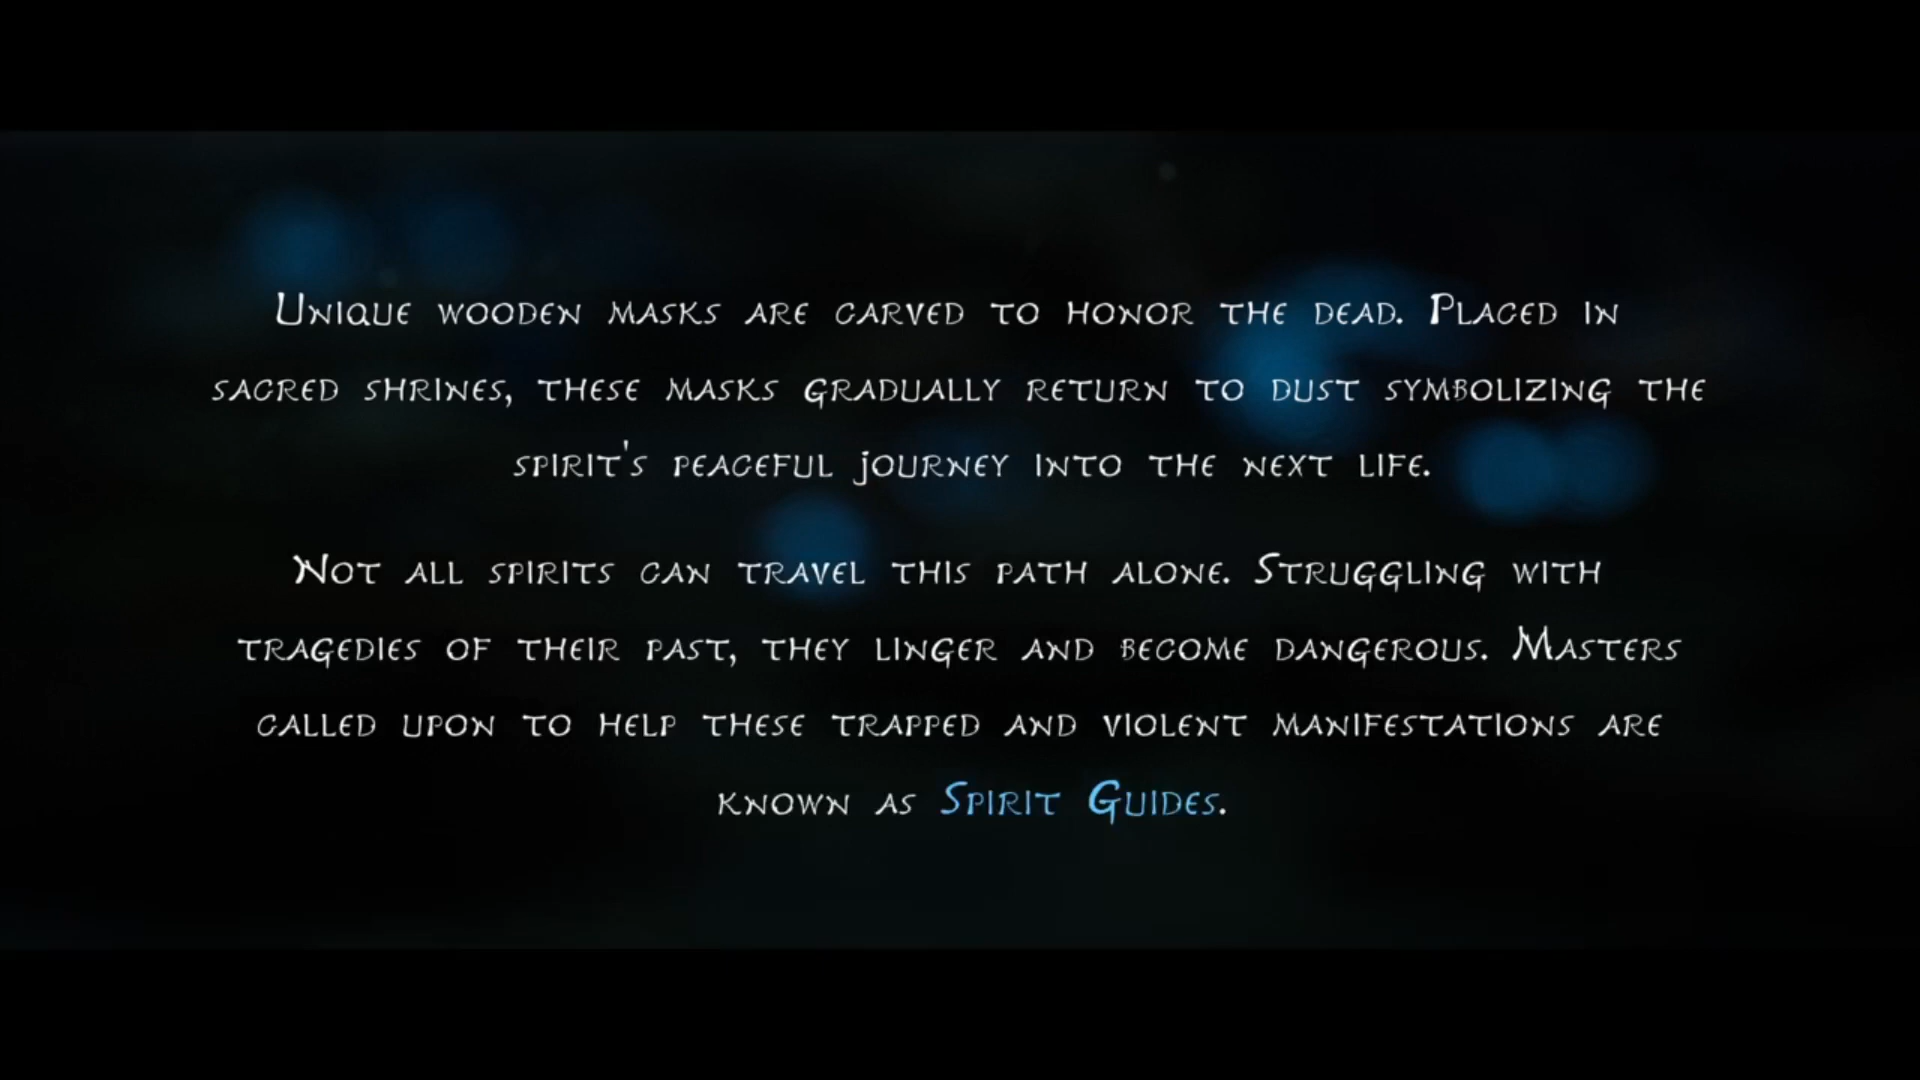 Unique wooden masks are carved to honor the dead. Placed in
sacred shrines, these masks gradually return to dust symbolizing the
spirit's peaceful journey into the next life.
Not all spirits can travel this path alone. Struggling with
tragedies of their past, they linger and become dangerous. Masters
called upon to help these trapped and violent manifestations are
known as Spirit Guides.